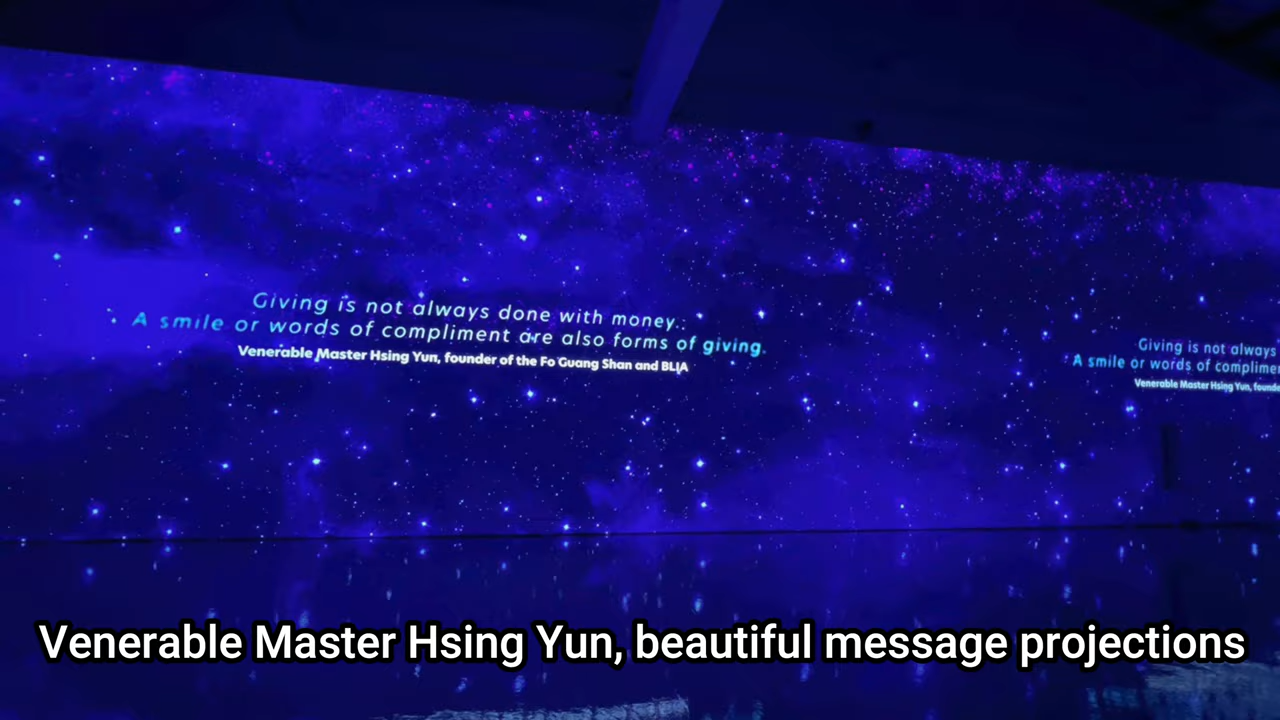 Giving is not always done with money.
A smile or words of compliment are also forms of giving.
Venerable Master Hsing Yun, founder of the Fo Guang Shan and BLIA
Giving is not always
A smile or words of
Venerable Master Hsing Yun,
Venerable Master Hsing Yun, beautiful message projections